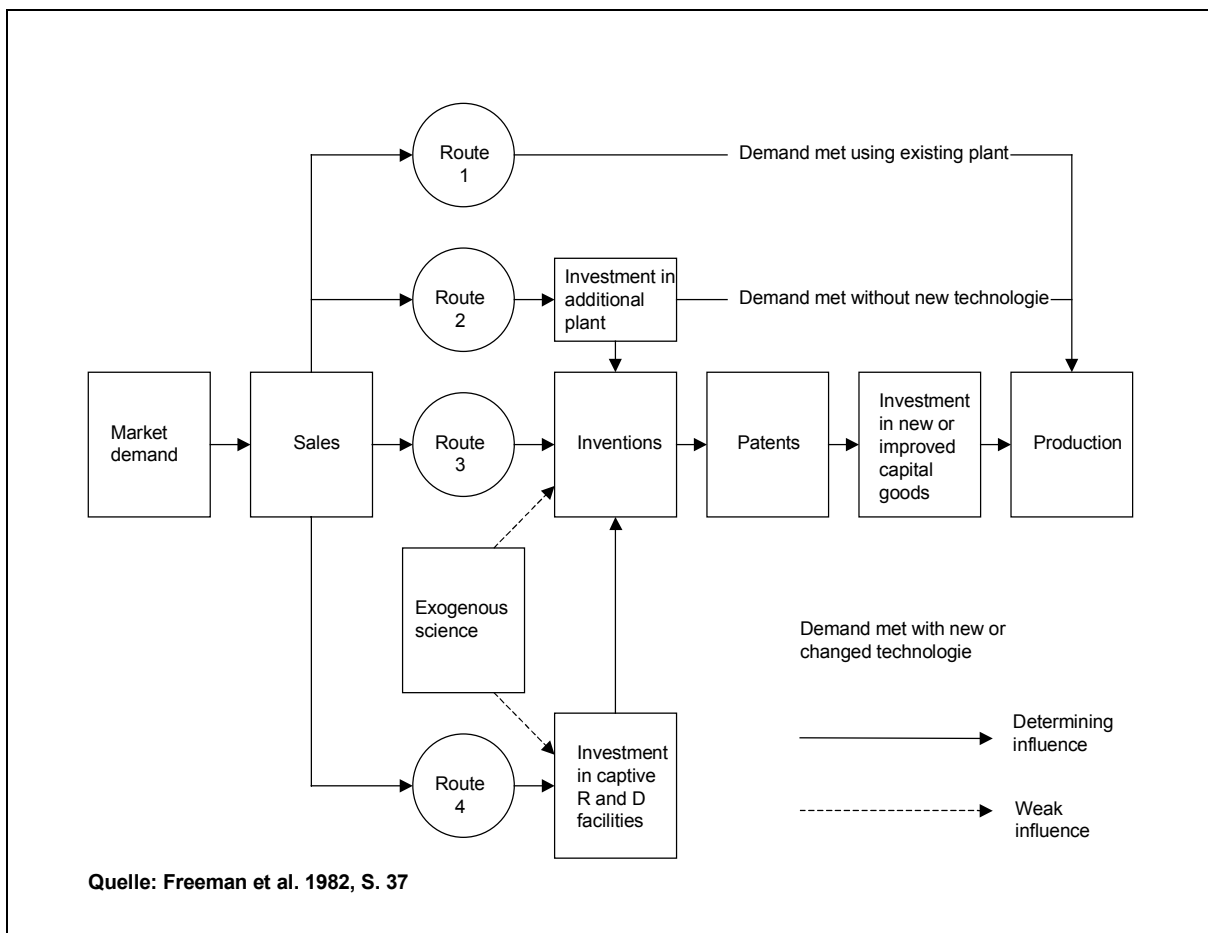 Route
1
Demand met using existing plant
Route
2
Investment in
additional
plant
Demand met without new technologie
Market
demand
Sales
Route
3
Inventions
Patents
Investment
in new or
improved
capital
goods
Production
Exogenous
science
Demand met with new or
changed technologie
Route
4
Investment
in captive
R and D
facilities
Determining
influence
Weak
influence
Quelle: Freeman et al. 1982, S. 37